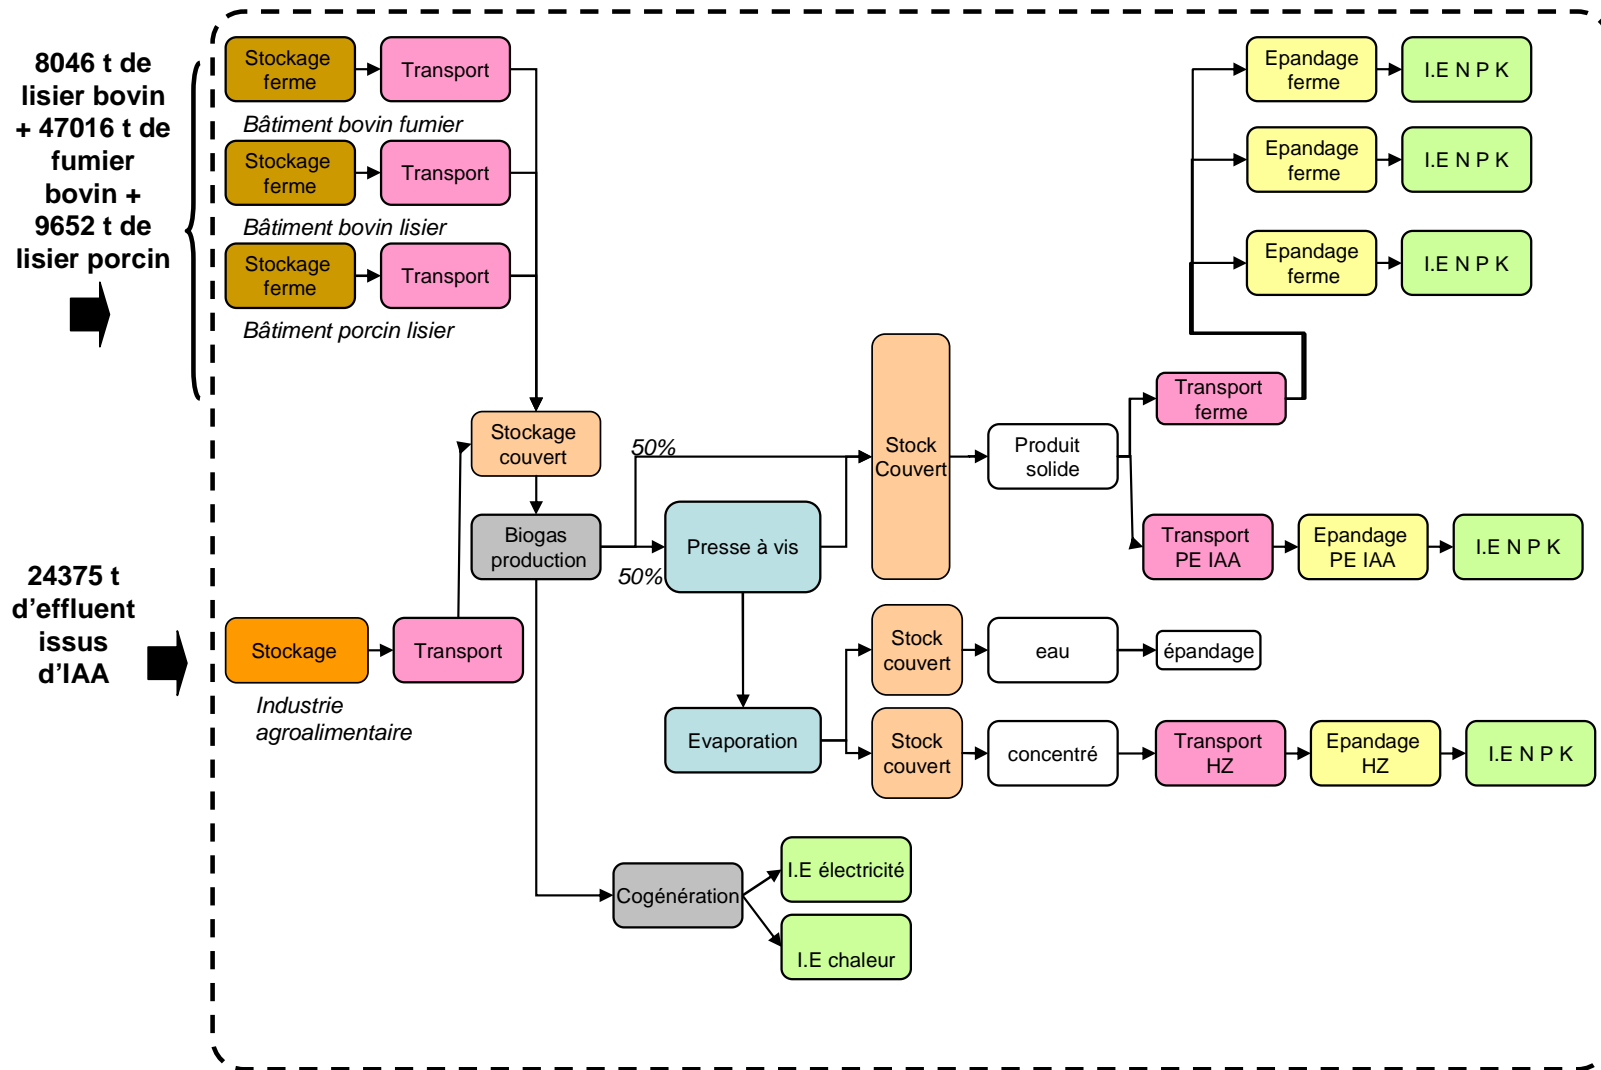 8046 t de
lisier bovin
+ 47016 t de
fumier
bovin +
9652 t de
lisier porcin
Stockage
ferme
Transport
Bâtiment bovin fumier
Stockage
ferme
Transport
Bâtiment bovin lisier
Stockage
ferme
Transport
Bâtiment porcin lisier
Epandage
ferme
I.E N P K
Epandage
ferme
I.E N P K
Epandage
ferme
I.E N P K
Transport
ferme
Stockage
couvert
50%
Stock
Couvert
Produit
solide
Biogas
production
50%
Presse à vis
Transport
PE IAA
Epandage
PE IAA
I.E N P K
24375 t
d’effluent
issus
d’IAA
Stockage
Transport
Industrie
agroalimentaire
Stock
couvert
eau
épandage
Evaporation
Stock
couvert
concentré
Transport
HZ
Epandage
HZ
I.E N P K
Cogénération
I.E électricité
I.E chaleur